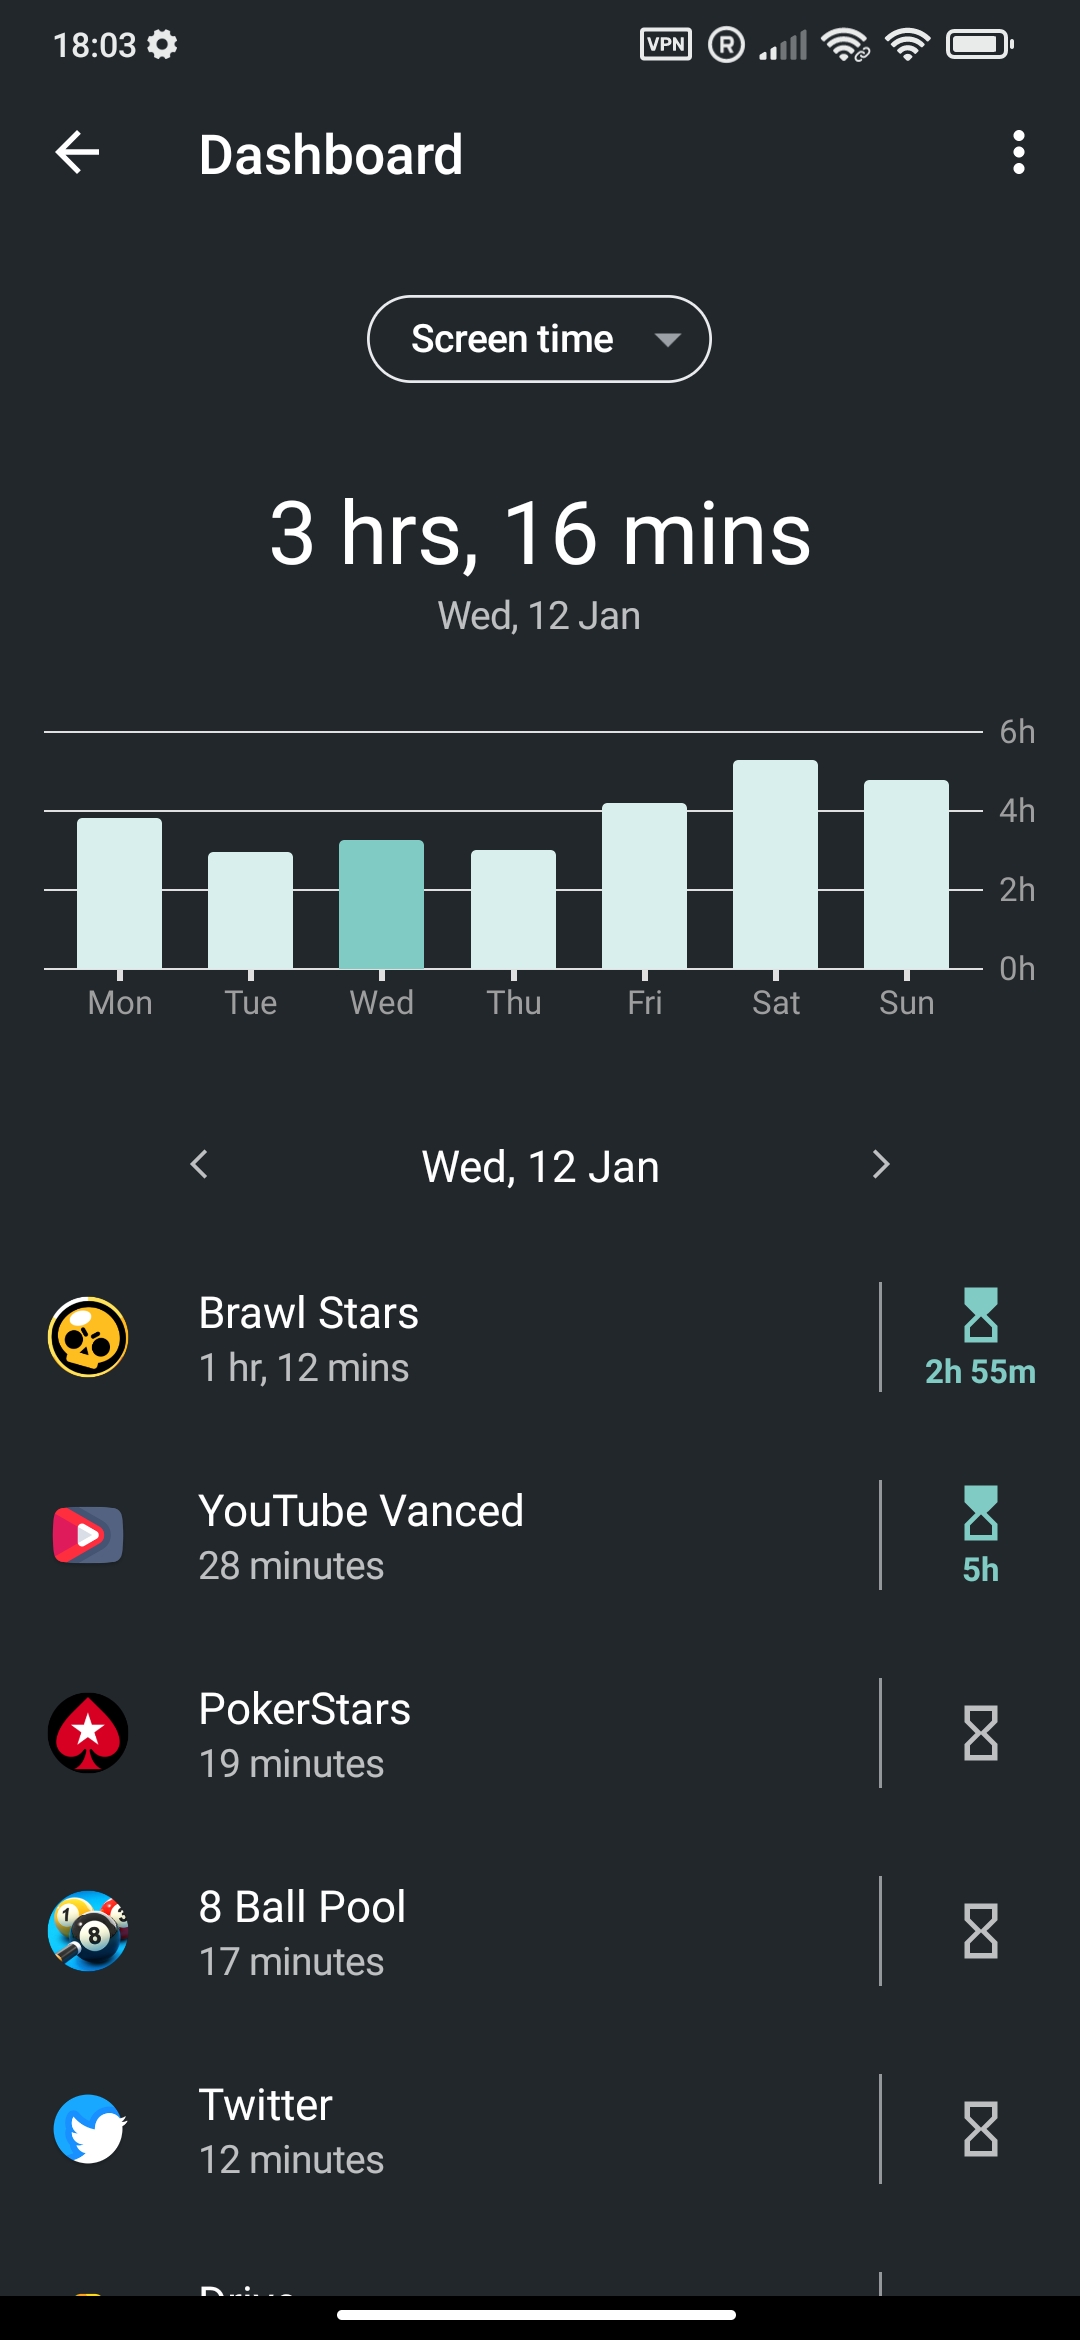 18:03 VPN R
Dashboard
Screen time
3 hrs, 16 mins
Wed, 12 Jan
6h
4h
2h
0h
Mon Tue Wed Thu Fri Sat Sun
Wed, 12 Jan
Brawl Stars
1 hr, 12 mins
2h 55m
YouTube Vanced
28 minutes
5h
PokerStars
19 minutes
8 Ball Pool
17 minutes
Twitter
12 minutes
Drive